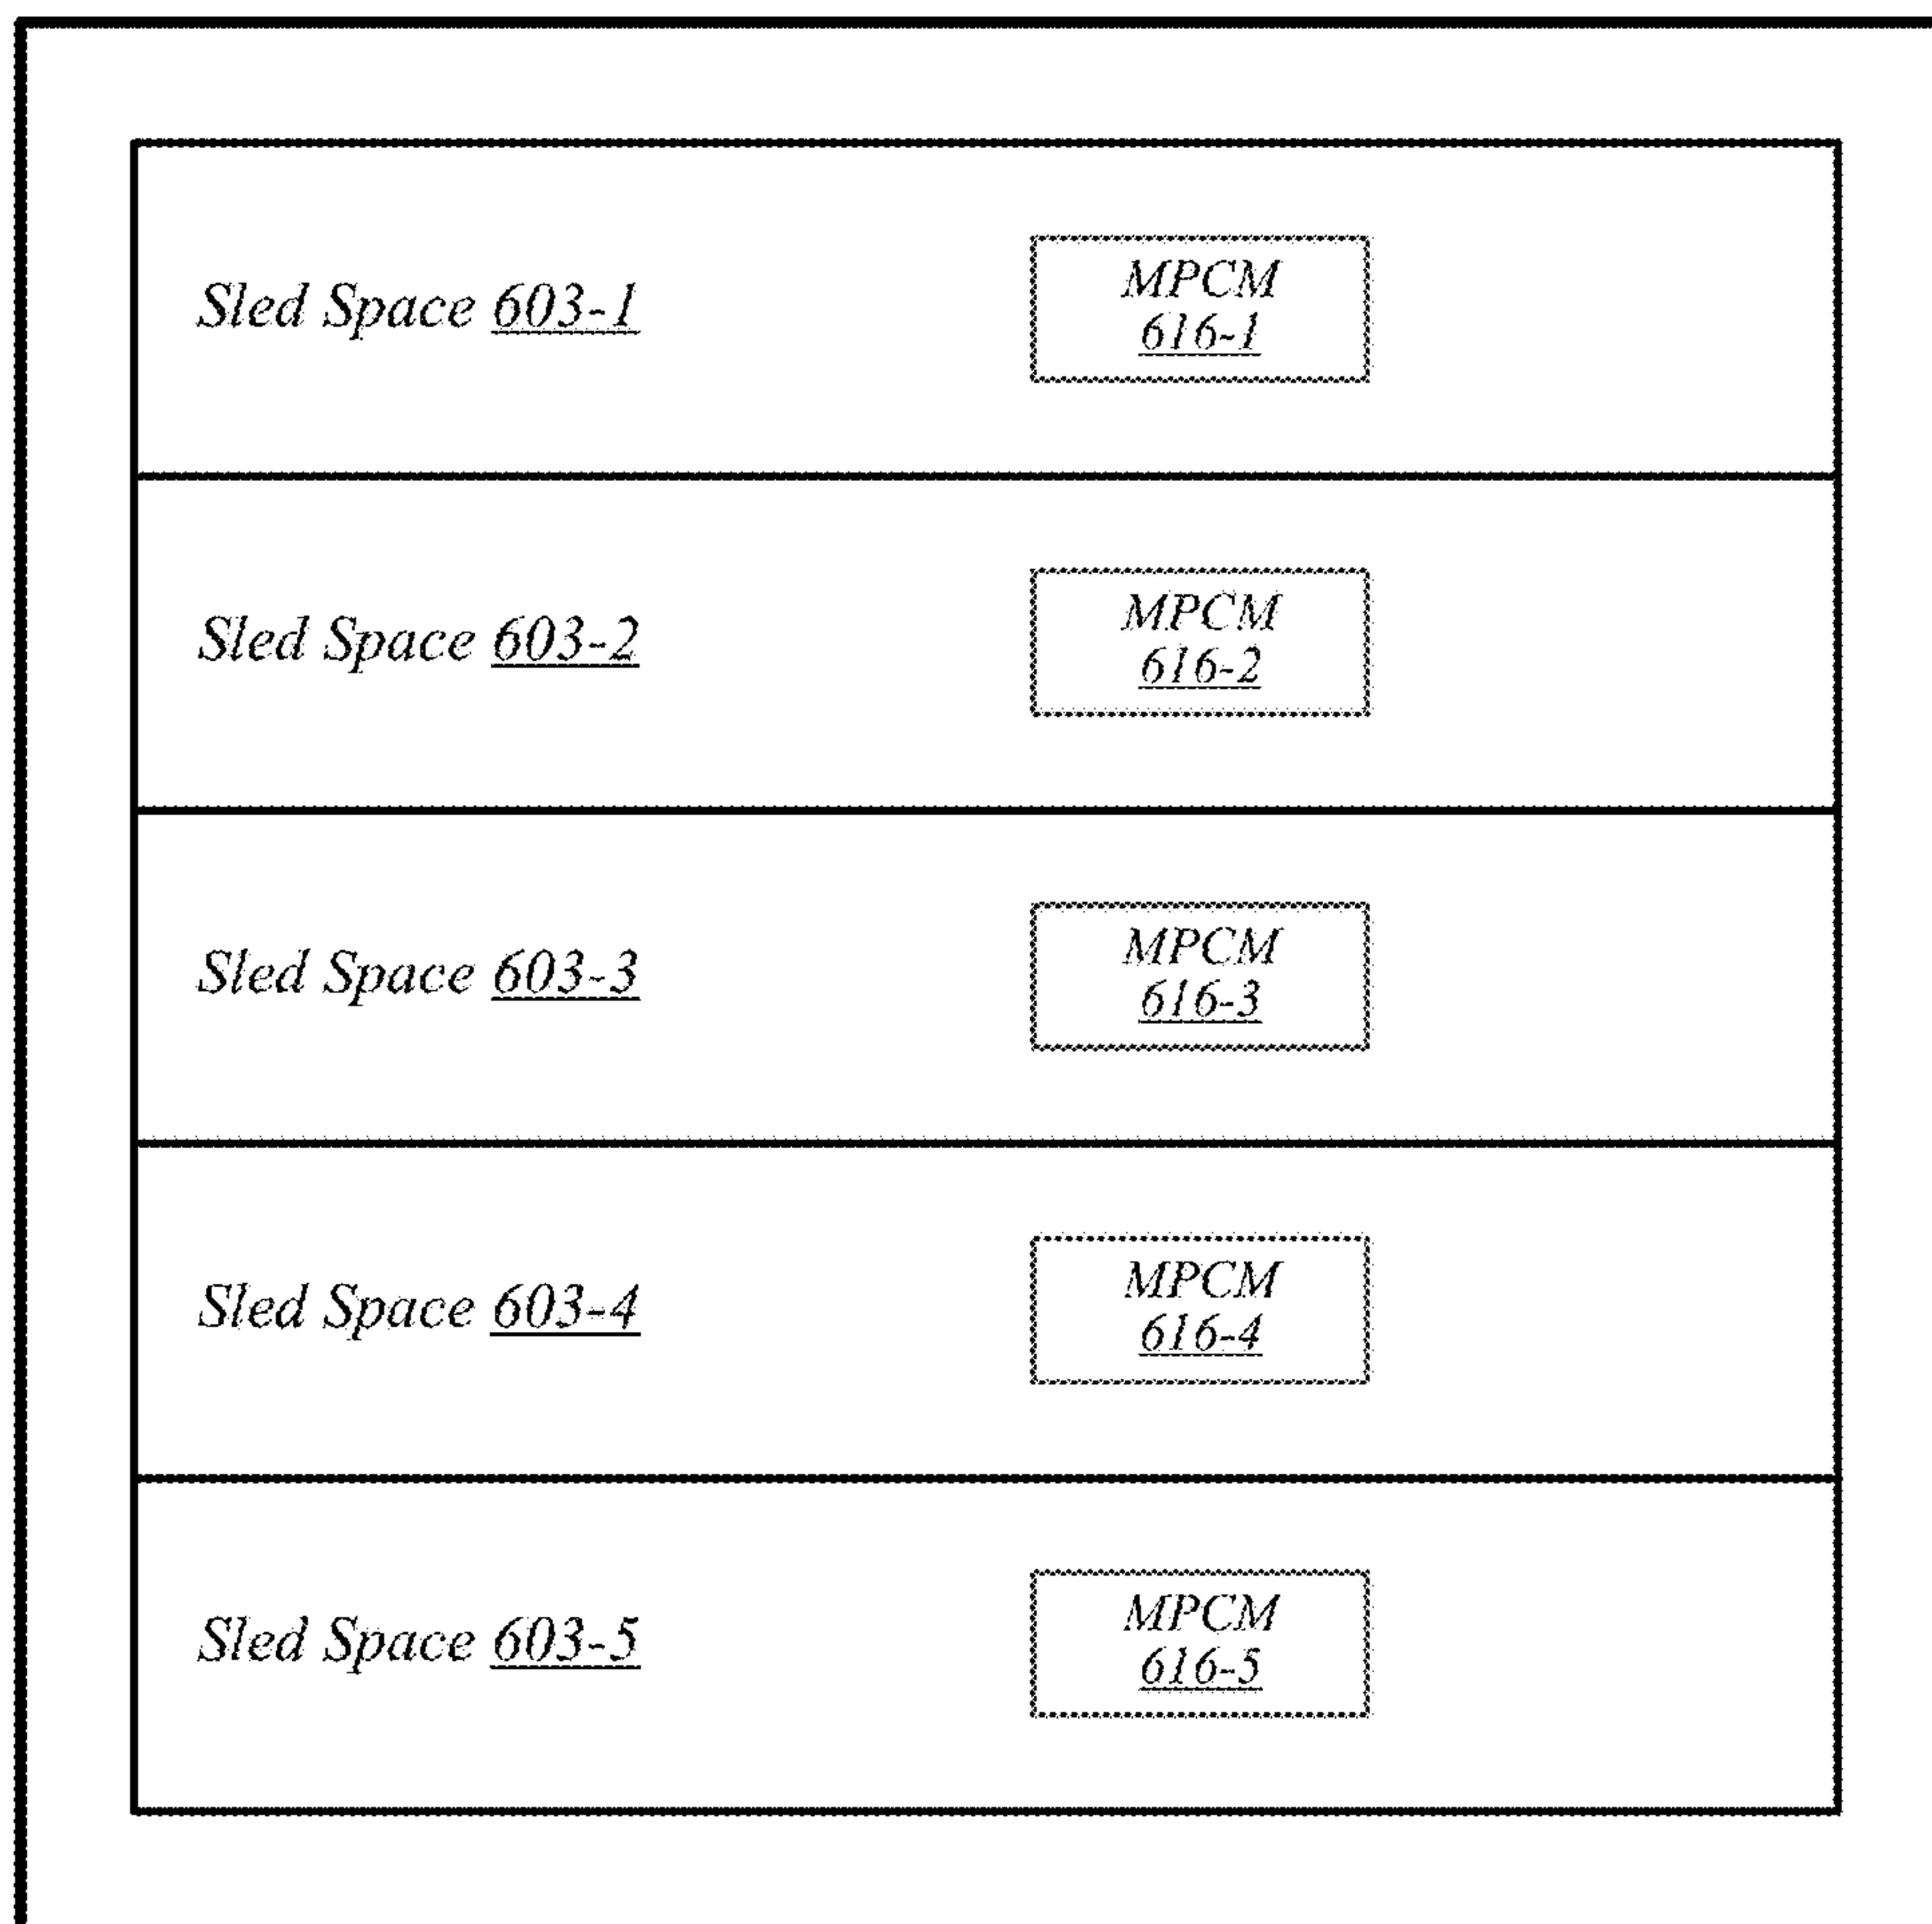 Sled Space 603-1
MPCM
616-1
Sled Space 603-2
MPCM
616-2
Sled Space 603-3
MPCM
616-3
Sled Space 603-4
MPCM
616-4
Sled Space 603-5
MPCM
616-5